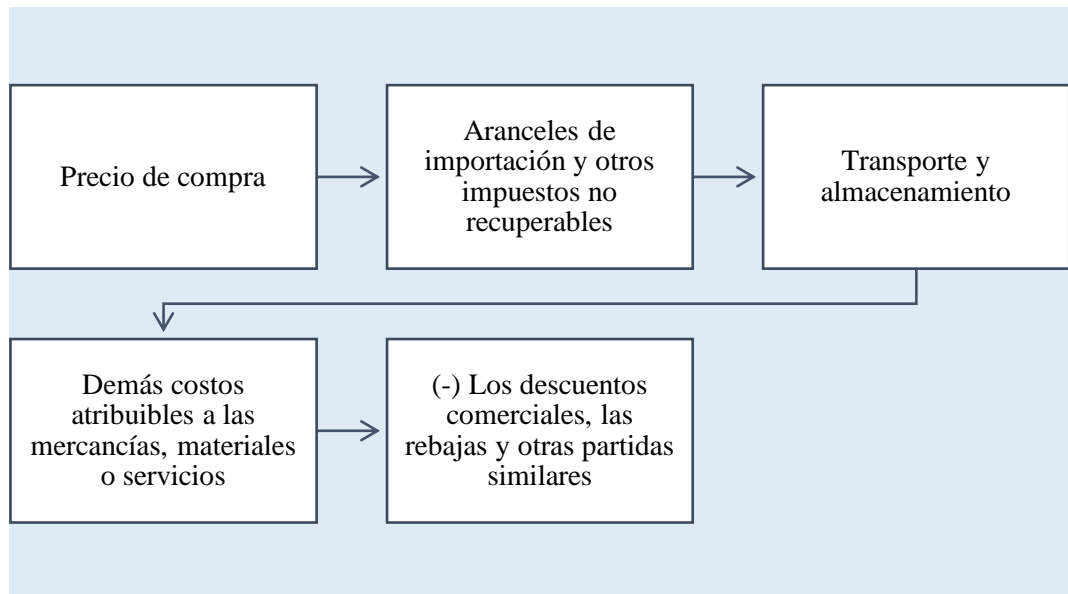 Precio de compra
Aranceles de
importación y otros
impuestos no
recuperables
Transporte y
almacenamiento
Demás costos
atribuibles a las
mercancías, materiales
o servicios
(-) Los descuentos
comerciales, las
rebajas y otras partidas
similares